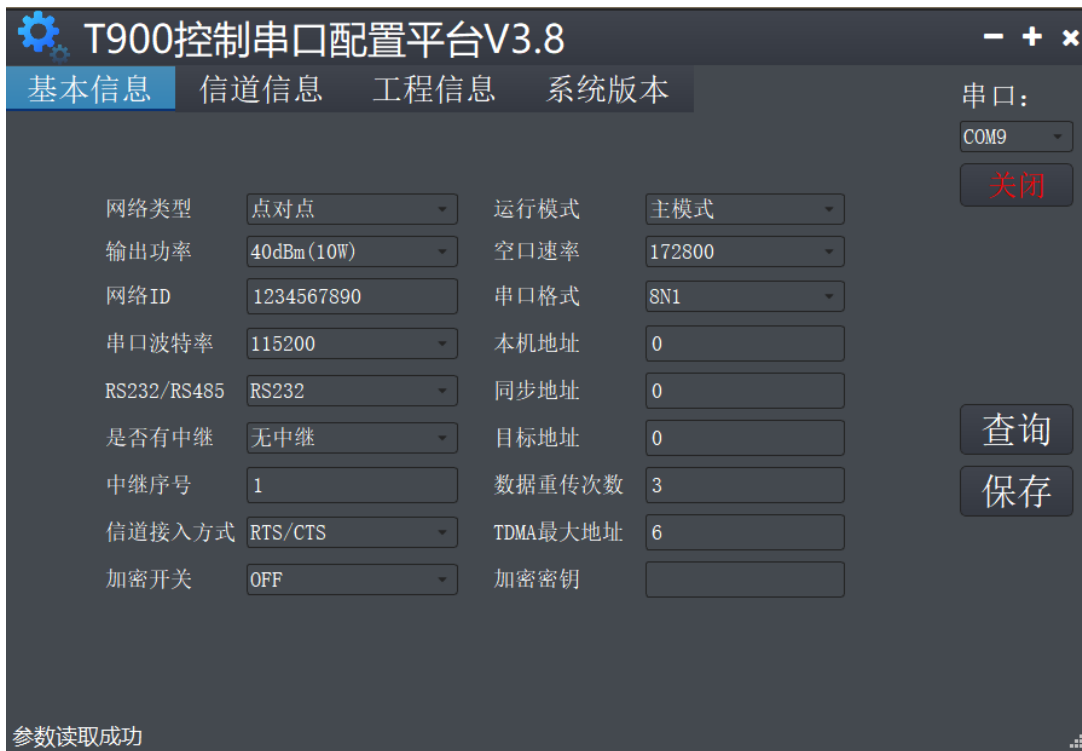 T900控制串口配置平台V3.8
基本信息 信道信息 工程信息 系统版本
串口：
COM9
关闭
网络类型 点对点 运行模式 主模式
输出功率 40dBm(10W) 空口速率 172800
网络ID 1234567890 串口格式 8N1
串口波特率 115200 本机地址 0
RS232/RS485 RS232 同步地址 0
是否有中继 无中继 目标地址 0
查询
中继序号 1 数据重传次数 3
保存
信道接入方式 RTS/CTS TDMA最大地址 6
加密开关 OFF 加密密钥
参数读取成功